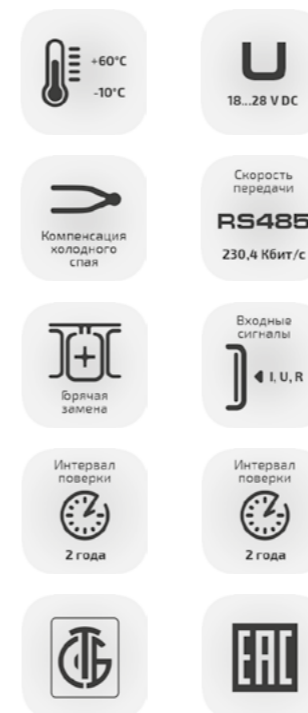 +60°C
-10°C
U
18...28 V DC
Компенсация
холодного
спая
Скорость
передачи
RS485
230,4 Кбит/с
Горячая
замена
Входные
сигналы
I, U, R
Интервал
поверки
2 года
Интервал
поверки
2 года
СТБ
EAC